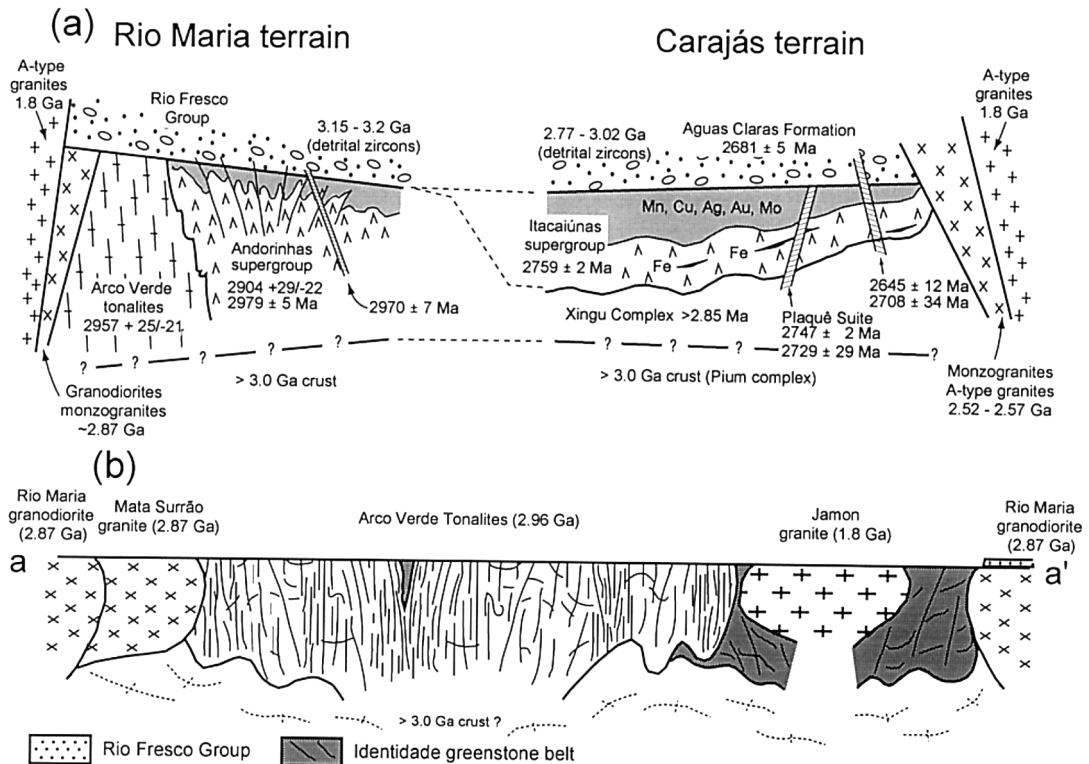 (a)
Rio Maria terrain
Carajás terrain
A-type
granites
1.8 Ga
Rio Fresco
Group
3.15 - 3.2 Ga
(detrital zircons)
2.77 - 3.02 Ga
(detrital zircons)
Aguas Claras Formation
2681 ± 5 Ma
A-type
granites
1.8 Ga
Mn, Cu, Ag, Au, Mo
Itacaiúnas
supergroup
2759 ± 2 Ma
Fe
Fe
Andorinhas
supergroup
2904 +29/-22
2979 ± 5 Ma
Arco Verde
tonalites
2957 + 25/-21
2970 ± 7 Ma
2645 ± 12 Ma
2708 ± 34 Ma
Xingu Complex >2.85 Ma
Plaquê Suite
2747 ± 2 Ma
2729 ± 29 Ma
? ? ? ? ?
? ? ? ? ?
> 3.0 Ga crust
> 3.0 Ga crust (Pium complex)
Granodiorites
monzogranites
~2.87 Ga
Monzogranites
A-type granites
2.52 - 2.57 Ga
(b)
Rio Maria
granodiorite
(2.87 Ga)
Mata Surrão
granite (2.87 Ga)
Arco Verde Tonalites (2.96 Ga)
Jamon
granite (1.8 Ga)
Rio Maria
granodiorite
(2.87 Ga)
a
a'
> 3.0 Ga crust ?
Rio Fresco Group
Identidade greenstone belt